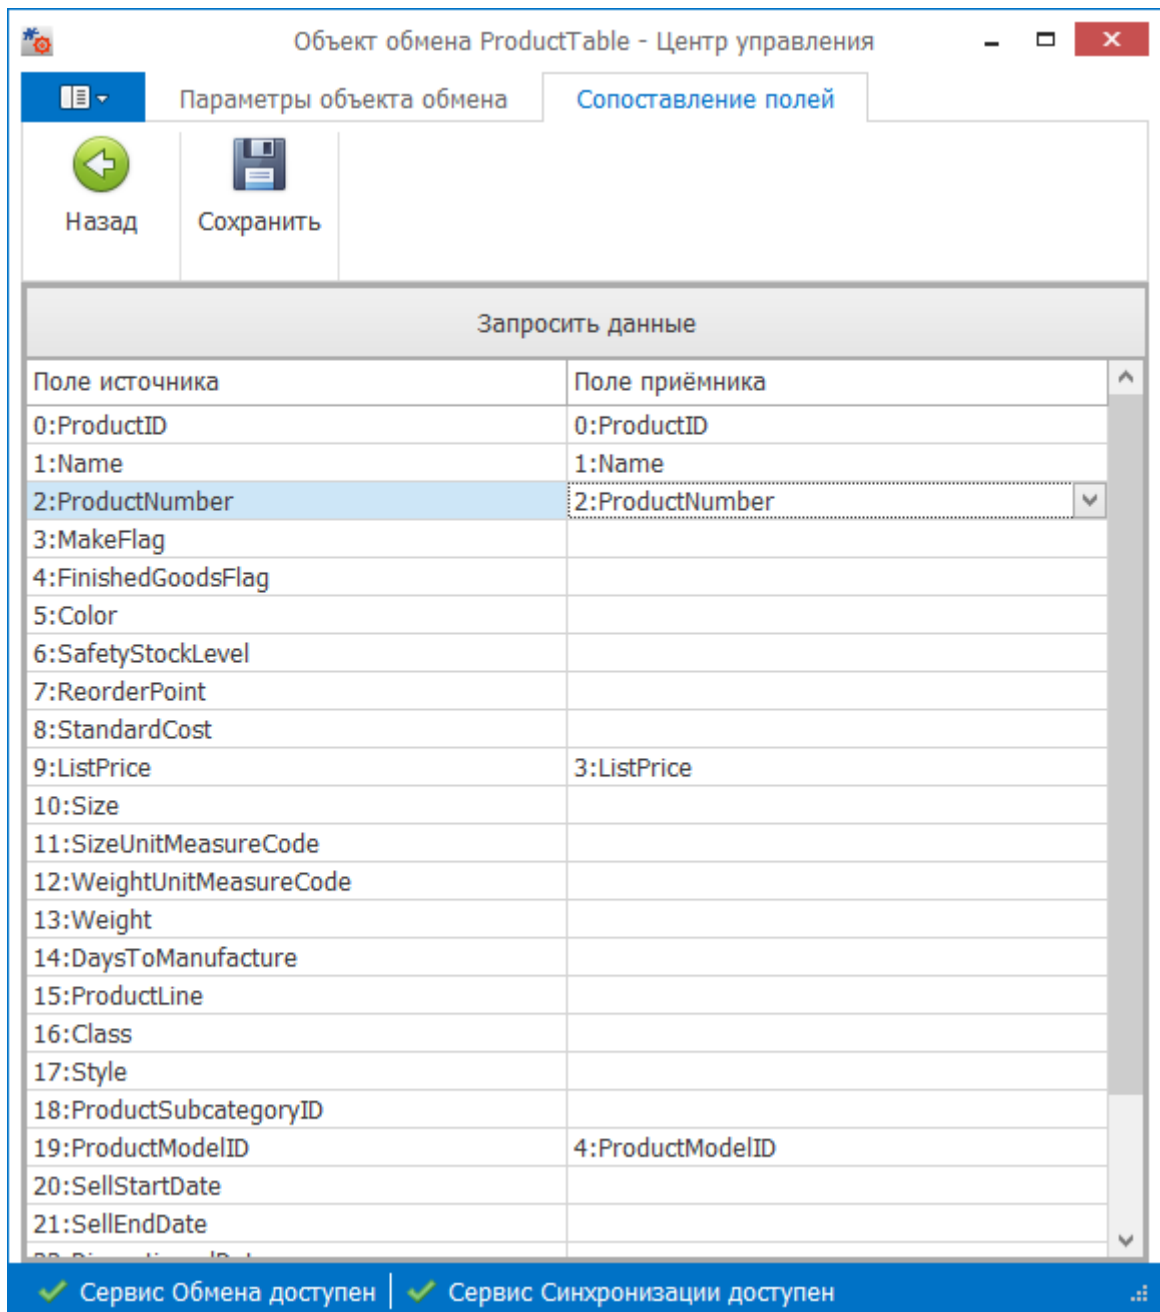 Объект обмена ProductTable - Центр управления
Параметры объекта обмена Сопоставление полей
Назад Сохранить
Запросить данные
Поле источника Поле приёмника
0:ProductID 0:ProductID
1:Name 1:Name
2:ProductNumber 2:ProductNumber
3:MakeFlag
4:FinishedGoodsFlag
5:Color
6:SafetyStockLevel
7:ReorderPoint
8:StandardCost
9:ListPrice 3:ListPrice
10:Size
11:SizeUnitMeasureCode
12:WeightUnitMeasureCode
13:Weight
14:DaysToManufacture
15:ProductLine
16:Class
17:Style
18:ProductSubcategoryID
19:ProductModelID 4:ProductModelID
20:SellStartDate
21:SellEndDate
Сервис Обмена доступен Сервис Синхронизации доступен